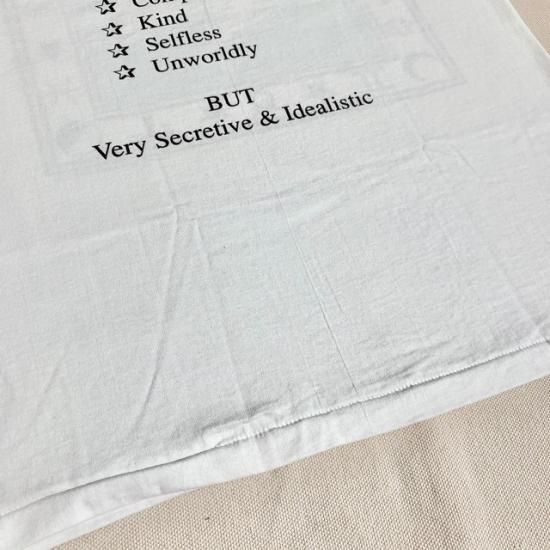 ☆ Kind
☆ Selfless
☆ Unworldly
BUT
Very Secretive & Idealistic